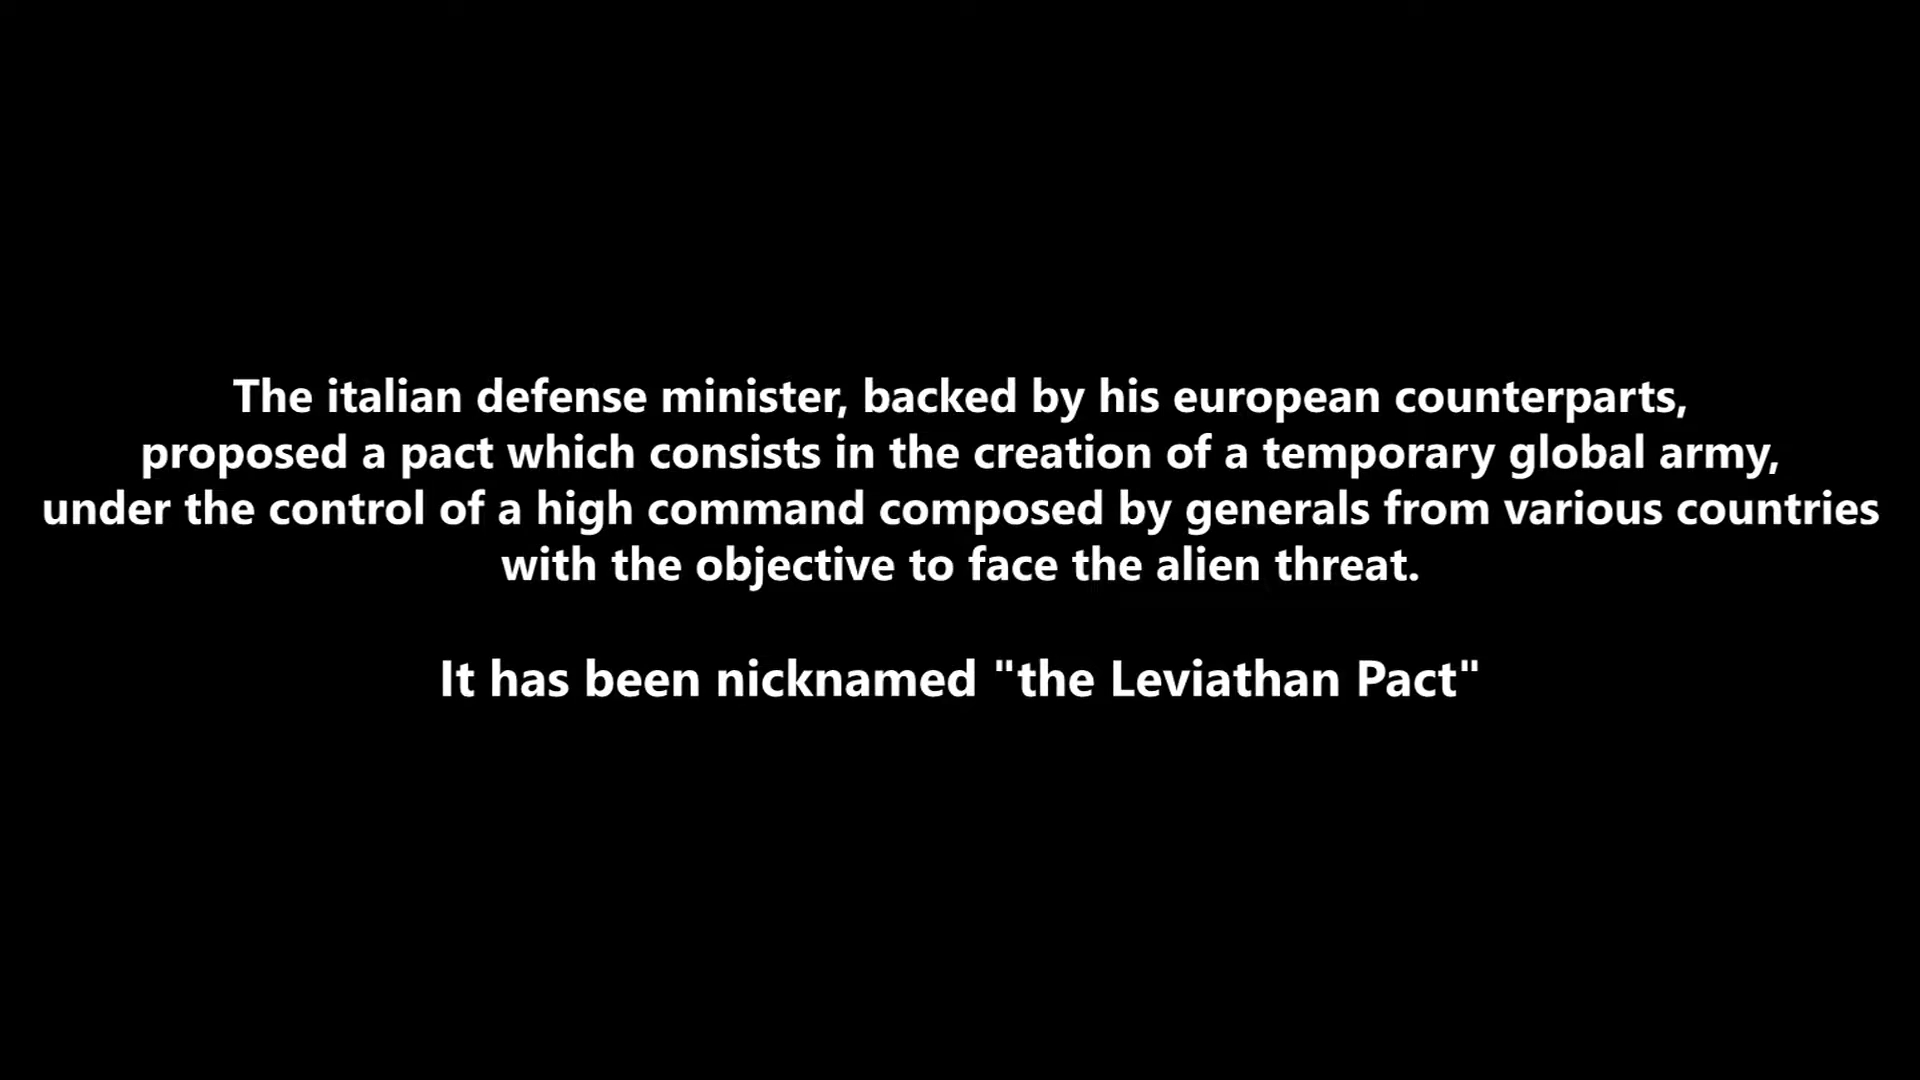 The italian defense minister, backed by his european counterparts,
proposed a pact which consists in the creation of a temporary global army,
under the control of a high command composed by generals from various countries
with the objective to face the alien threat.
It has been nicknamed "the Leviathan Pact"